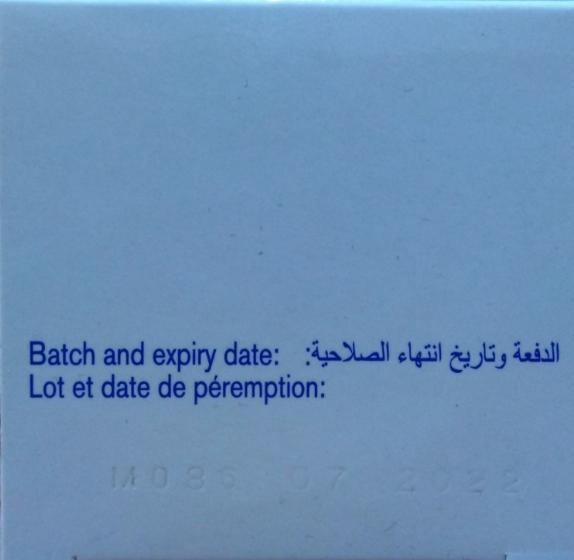 Batch and expiry date: الدفعة وتاريخ انتهاء الصلاحية:
Lot et date de péremption:
M086 07 2022